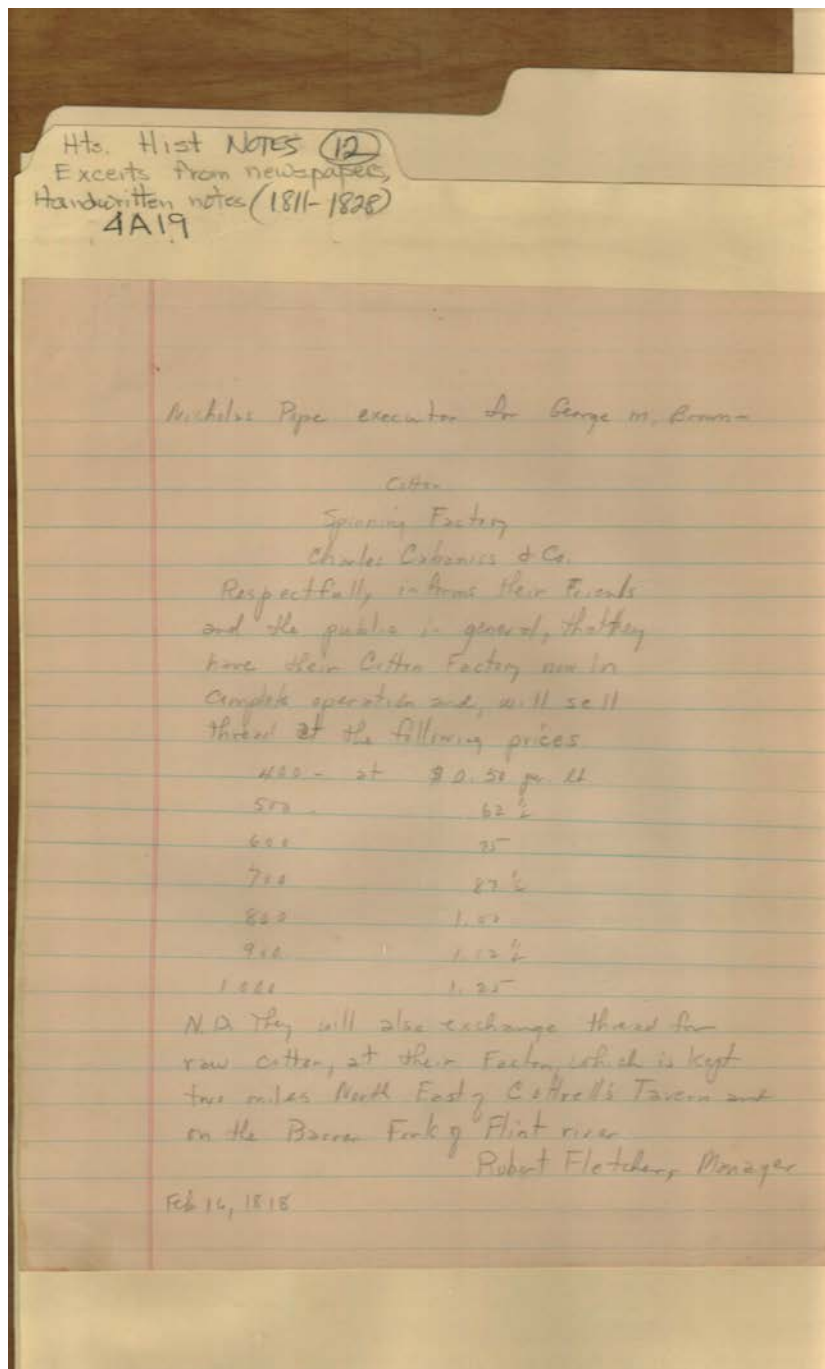 Hts. Hist NOTES 12
Excerts from newspapers,
Handwritten notes (1811-1828)
4A19
Nicholas Pope executor for George M. Brown-
Cotton
Spinning Factory
Charles Cabanics & Co.
Respectfully informs their Friends
and the public in general, that they
have their Cotton Factory now in
complete operation and, will sell
thread at the following prices
400 - at $0.50 per lb
500 62 1/2
600 75
700 87 1/2
800 1.00
900 1.12 1/2
1000 1.25
N.D. They will also exchange thread for
raw cotton, at their Factory, which is kept
two miles North East of Cottrell's Tavern and
on the Barren Fork of Flint river
Robert Fletcher, Manager
Feb 16, 1818